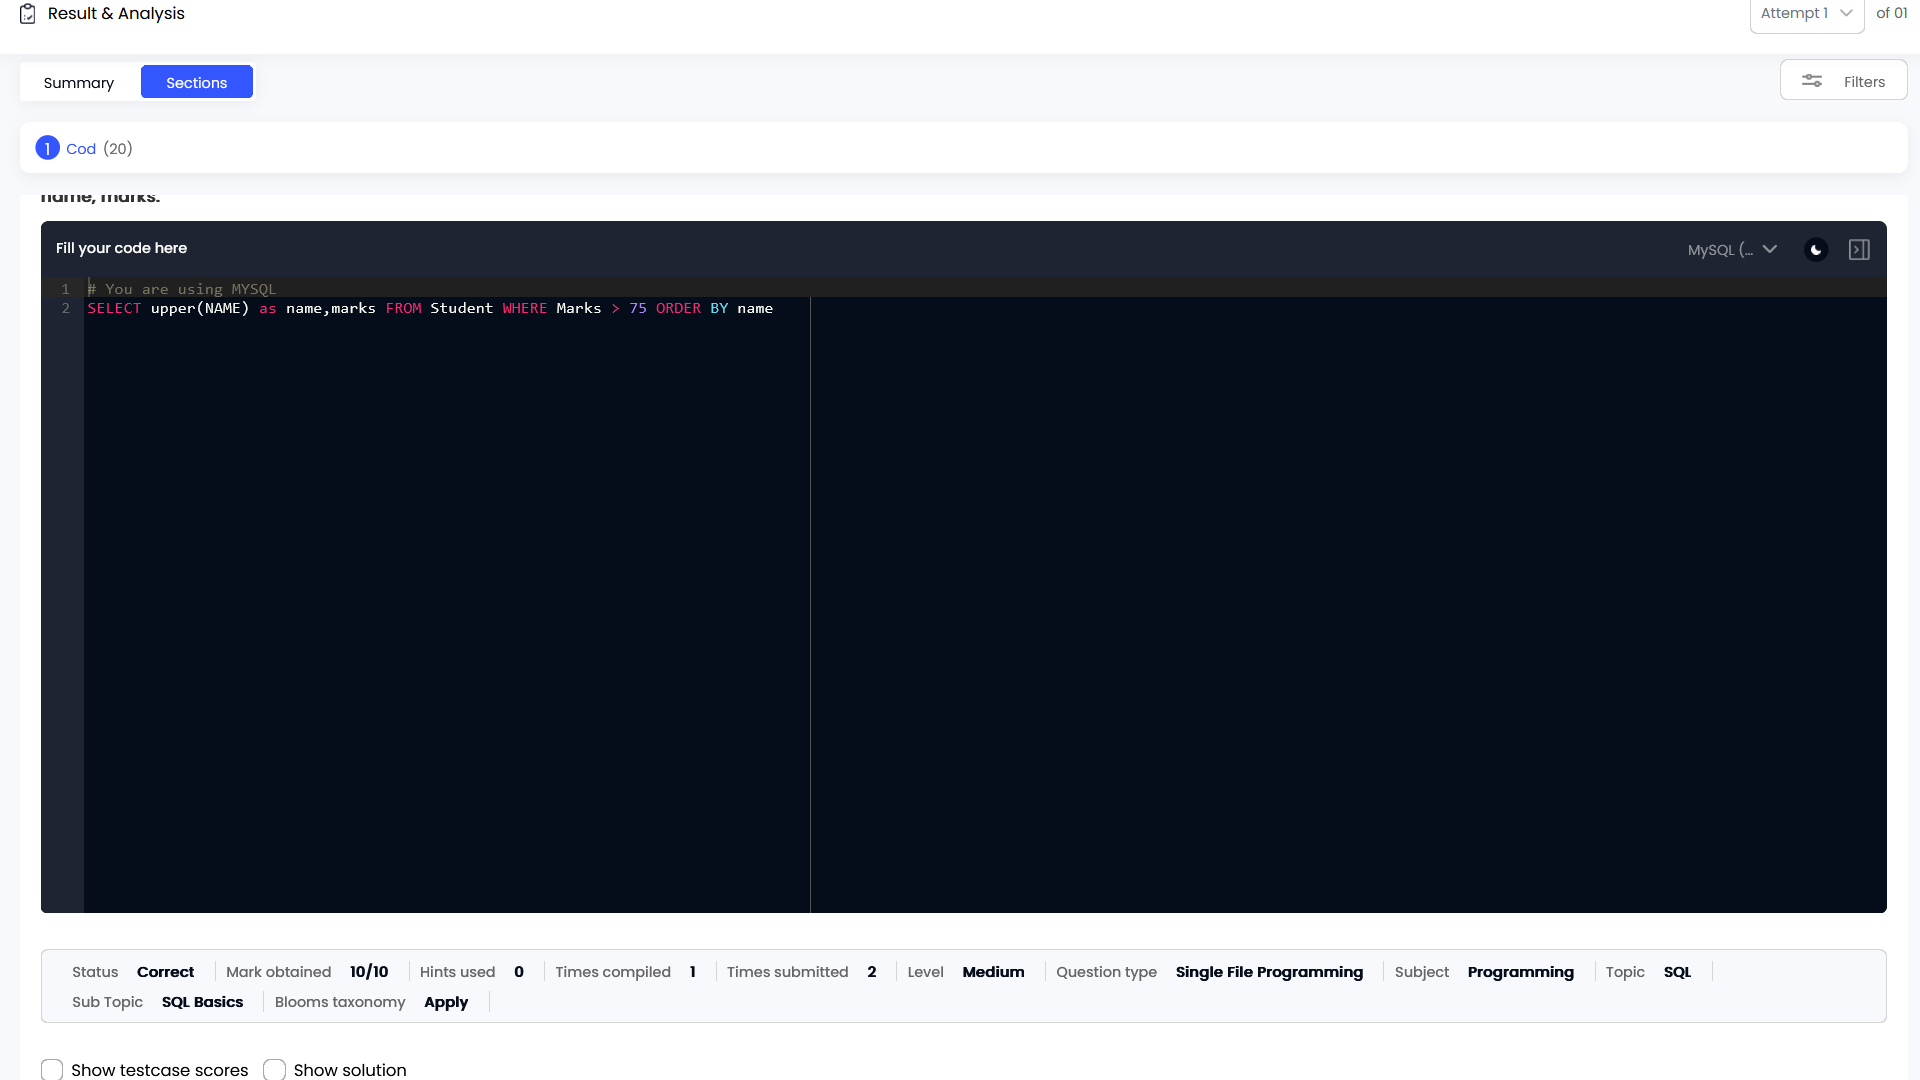 Result & Analysis
Attempt 1 of 01
Summary Sections
Filters
1 Cod (20)
name, marks.
Fill your code here
MySQL (...
1 # You are using MYSQL
2 SELECT upper(NAME) as name,marks FROM Student WHERE Marks > 75 ORDER BY name
Status Correct Mark obtained 10/10 Hints used 0 Times compiled 1 Times submitted 2 Level Medium Question type Single File Programming Subject Programming Topic SQL
Sub Topic SQL Basics Blooms taxonomy Apply
Show testcase scores Show solution